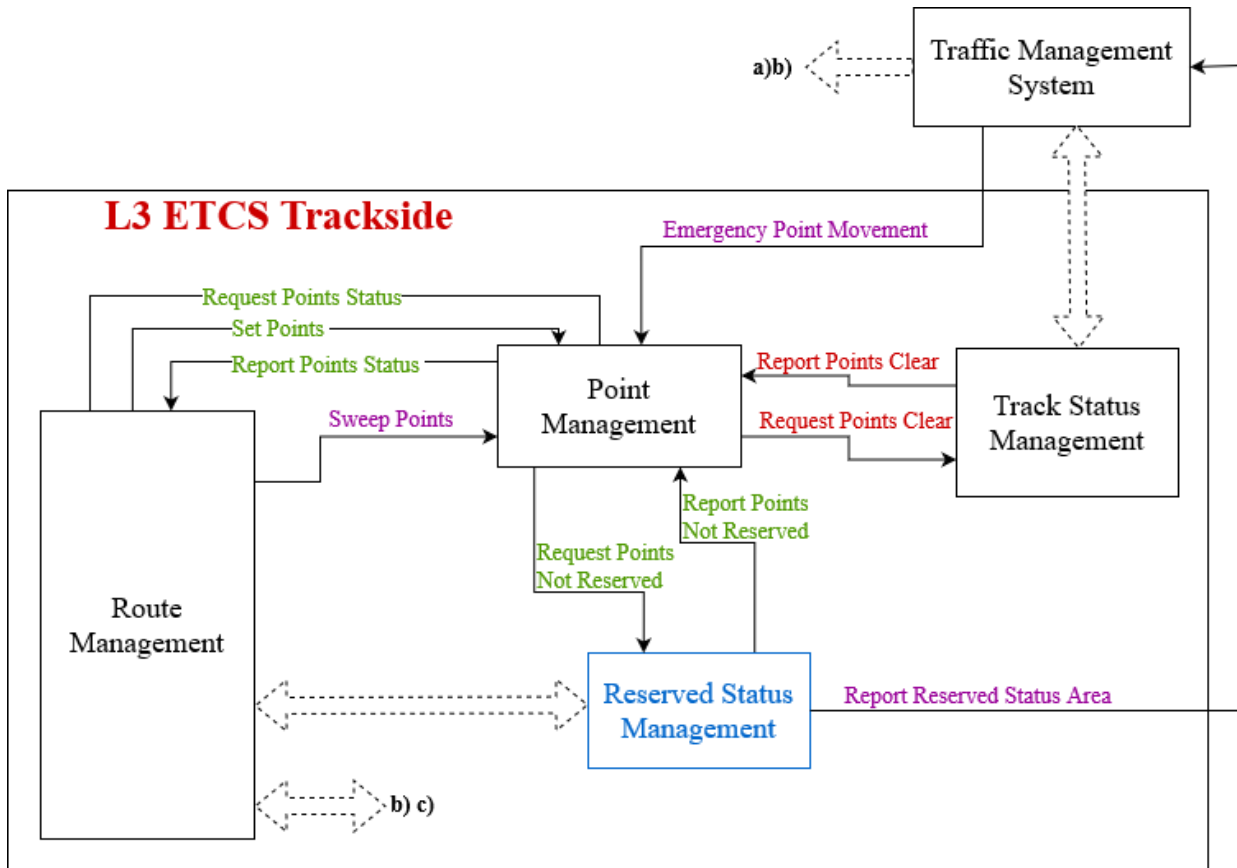 Traffic Management
System
a)b)
L3 ETCS Trackside
Emergency Point Movement
Request Points Status
Set Points
Report Points Status
Sweep Points
Point
Management
Report Points Clear
Request Points Clear
Track Status
Management
Report Points
Not Reserved
Request Points
Not Reserved
Route
Management
Reserved Status
Management
Report Reserved Status Area
b) c)